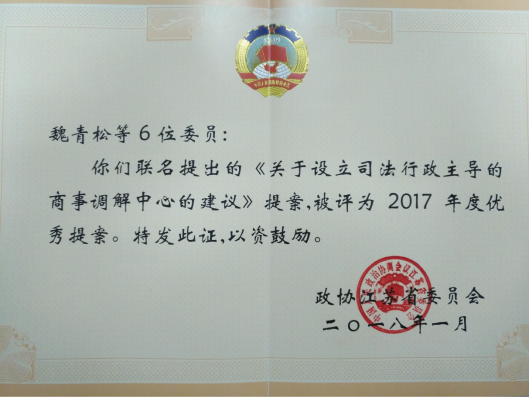 魏青松等6位委员:
你们联名提出的《关于设立司法行政主导的
商事调解中心的建议》提案,被评为 2017 年度优
秀提案。特发此证,以资鼓励。
政协江苏省委员会
二〇一八年一月